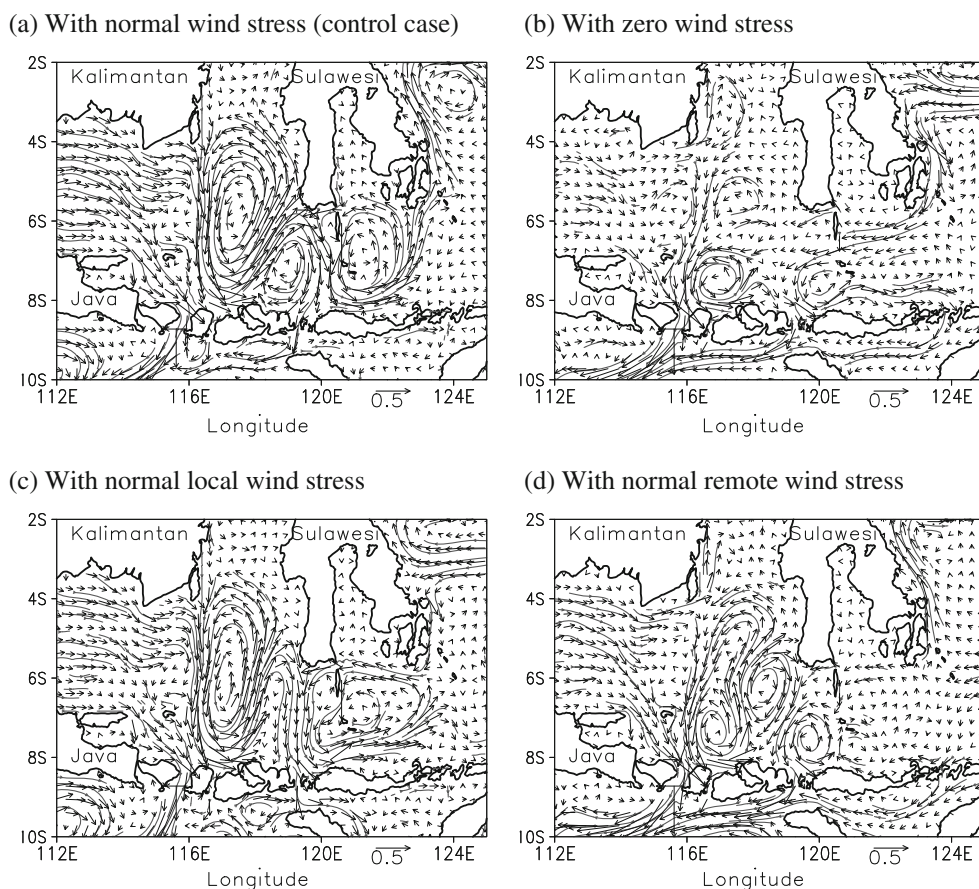 (a) With normal wind stress (control case)
(b) With zero wind stress
2S
Kalimantan
Sulawesi
4S
6S
8S
Java
10S
112E
116E
120E
0.5
124E
Longitude
2S
Kalimantan
Sulawesi
4S
6S
8S
Java
10S
112E
116E
120E
0.5
124E
Longitude
(c) With normal local wind stress
(d) With normal remote wind stress
2S
Kalimantan
Sulawesi
4S
6S
8S
Java
10S
112E
116E
120E
0.5
124E
Longitude
2S
Kalimantan
Sulawesi
4S
6S
8S
Java
10S
112E
116E
120E
0.5
124E
Longitude